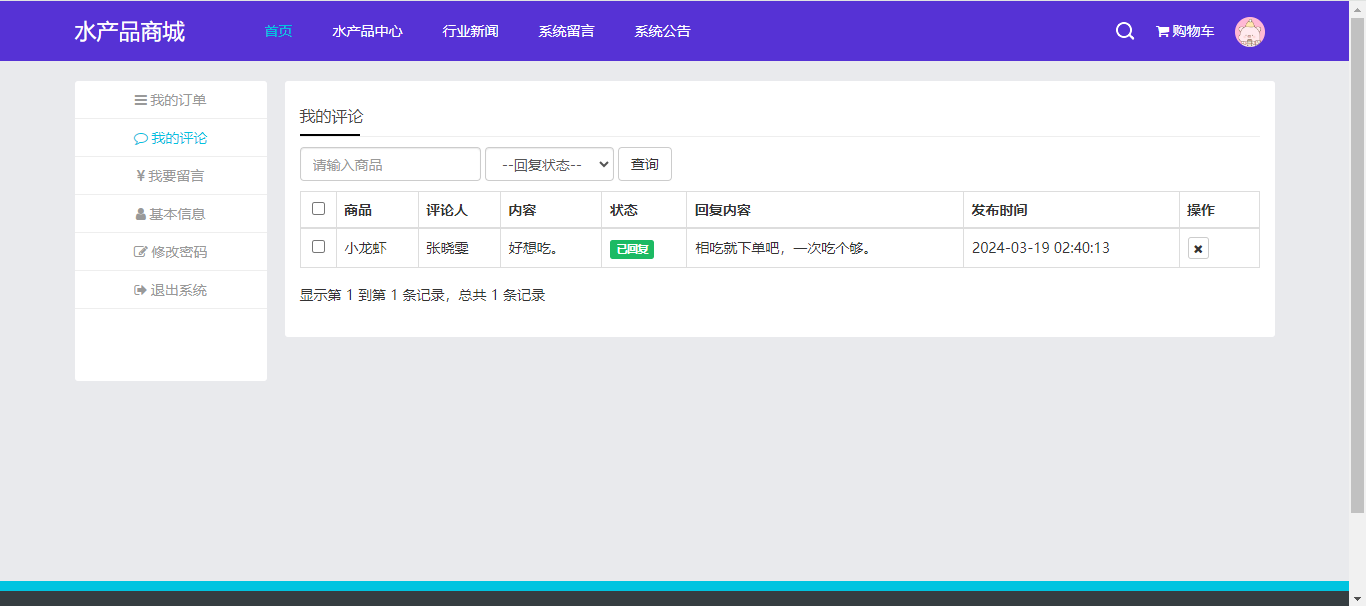 水产品商城 首页 水产品中心 行业新闻 系统留言 系统公告 购物车
我的订单
我的评论
我要留言
基本信息
修改密码
退出系统
我的评论
请输入商品 --回复状态-- 查询
商品 评论人 内容 状态 回复内容 发布时间 操作
小龙虾 张晓雯 好想吃。 已回复 相吃就下单吧，一次吃个够。 2024-03-19 02:40:13
显示第 1 到第 1 条记录，总共 1 条记录